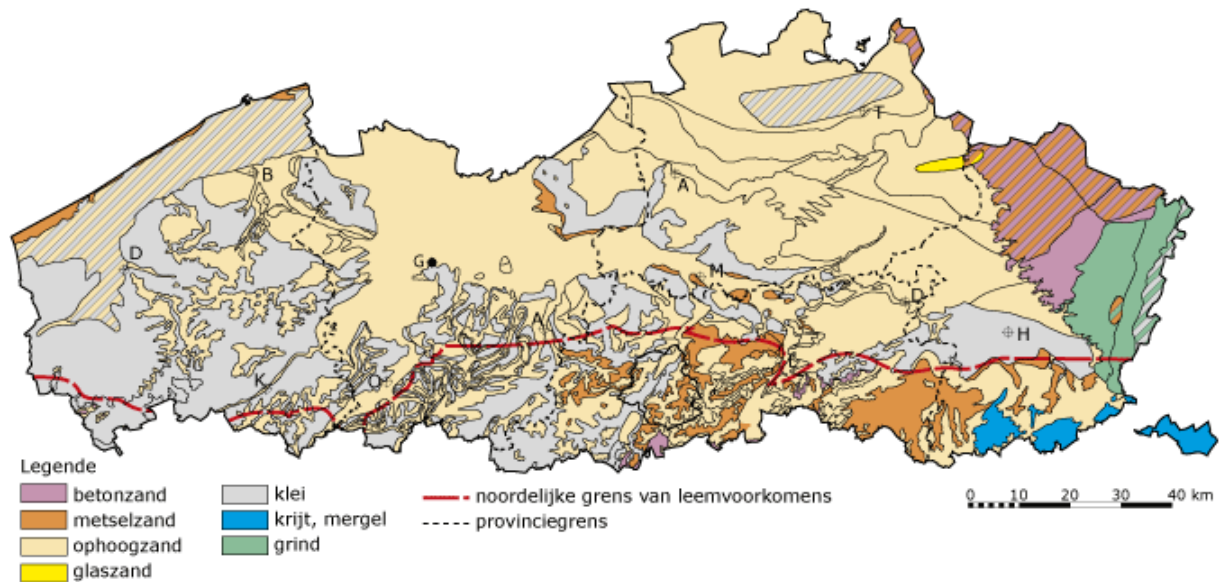 T
B
A
D
G
M
D
A
H
K
O
Legende
betonzand
metselzand
ophoogzand
glaszand
klei
krijt, mergel
grind
noordelijke grens van leemvoorkomens
provinciegrens
0 10 20 30 40 km